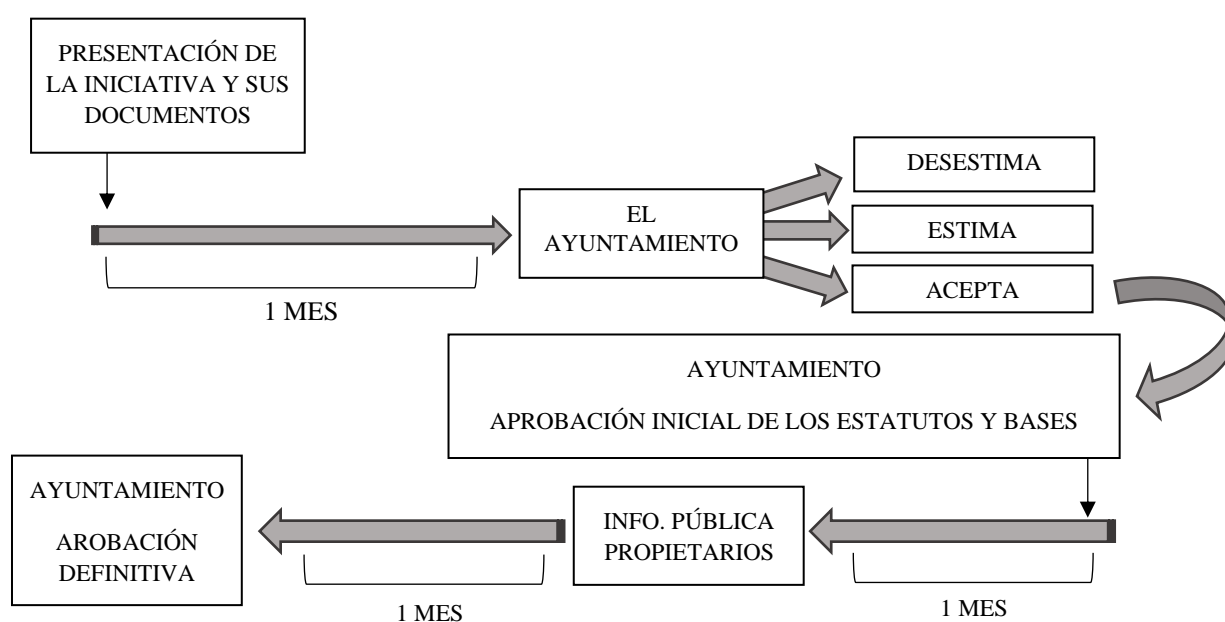 PRESENTACIÓN DE
LA INICIATIVA Y SUS
DOCUMENTOS
1 MES
EL
AYUNTAMIENTO
DESESTIMA
ESTIMA
ACEPTA
AYUNTAMIENTO
APROBACIÓN INICIAL DE LOS ESTATUTOS Y BASES
1 MES
INFO. PÚBLICA
PROPIETARIOS
1 MES
AYUNTAMIENTO
AROBACIÓN
DEFINITIVA